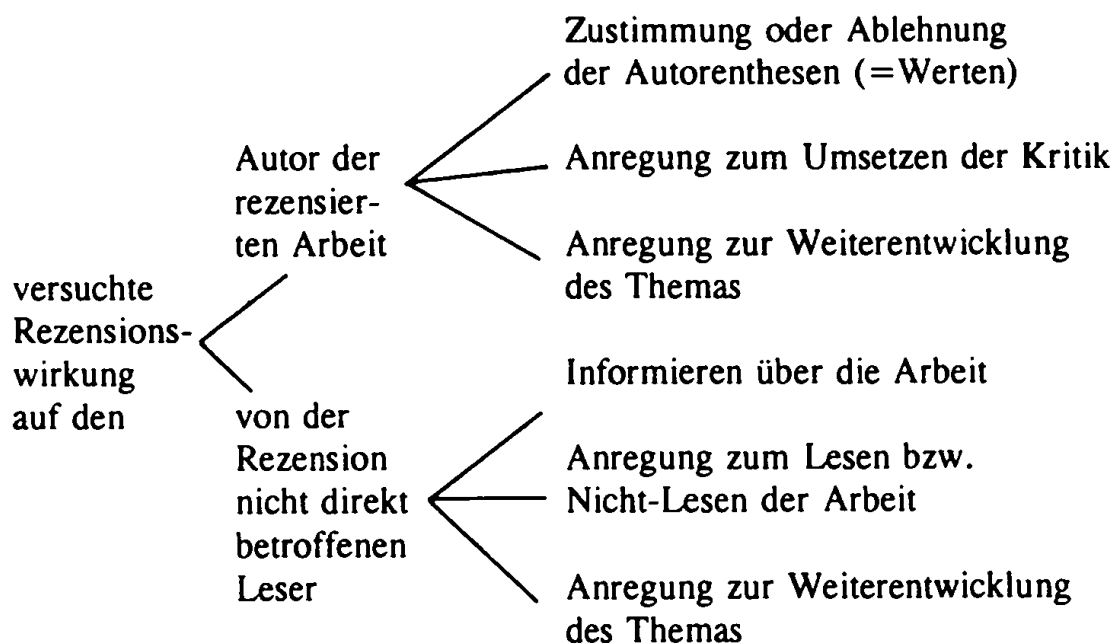 Zustimmung oder Ablehnung
der Autorenthesen (=Werten)
Autor der
rezensier-
ten Arbeit
Anregung zum Umsetzen der Kritik
Anregung zur Weiterentwicklung
des Themas
versuchte
Rezensions-
wirkung
auf den
Informieren über die Arbeit
von der
Rezension
nicht direkt
betroffenen
Leser
Anregung zum Lesen bzw.
Nicht-Lesen der Arbeit
Anregung zur Weiterentwicklung
des Themas